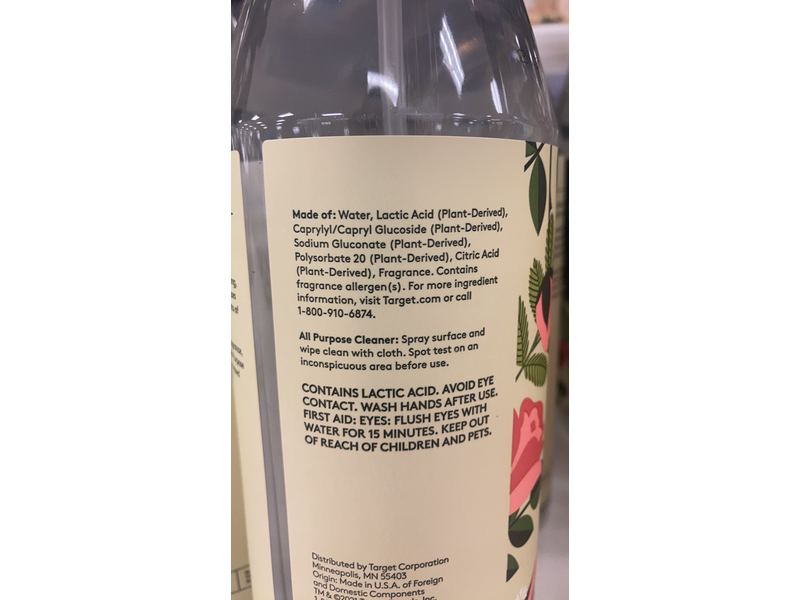 Made of: Water, Lactic Acid (Plant-Derived),
Caprylyl/Capryl Glucoside (Plant-Derived),
Sodium Gluconate (Plant-Derived),
Polysorbate 20 (Plant-Derived), Citric Acid
(Plant-Derived), Fragrance. Contains
fragrance allergen(s). For more ingredient
information, visit Target.com or call
1-800-910-6874.
All Purpose Cleaner: Spray surface and
wipe clean with cloth. Spot test on an
inconspicuous area before use.
CONTAINS LACTIC ACID. AVOID EYE
CONTACT. WASH HANDS AFTER USE.
FIRST AID: EYES: FLUSH EYES WITH
WATER FOR 15 MINUTES. KEEP OUT
OF REACH OF CHILDREN AND PETS.
Distributed by Target Corporation
Minneapolis, MN 55403
Origin: Made in U.S.A. of Foreign
and Domestic Components
TM & ©2021 Inc.